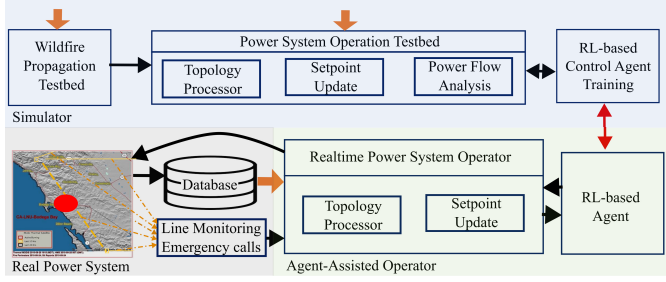 Wildfire
Propagation
Testbed
Power System Operation Testbed
Topology
Processor
Setpoint
Update
Power Flow
Analysis
RL-based
Control Agent
Training
Simulator
Realtime Power System Operator
Database
Topology
Processor
Setpoint
Update
RL-based
Agent
Line Monitoring
Emergency calls
Real Power System
Agent-Assisted Operator